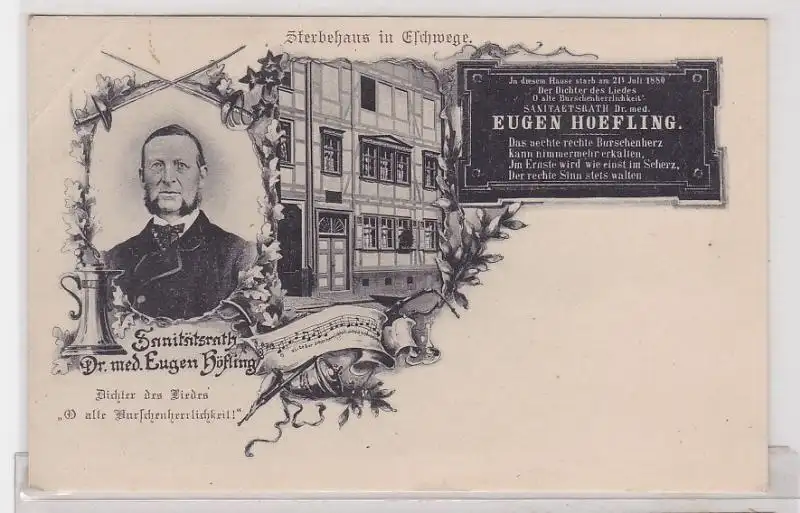 Sterbehaus in Eschwege.
In diesem Hause starb am 21t Juli 1880
Der Dichter des Liedes
"O alte Burschenherrlichkeit".
SANITAETSRATH Dr. med.
EUGEN HOEFLING.
Das aechte rechte Burschenherz
Kann nimmermehr erkalten,
Im Ernste wird wie einst im Scherz,
Der rechte Sinn stets walten
Sanitätsrath
Dr. med. Eugen Höfling
Dichter des Liedes
„O alte Burschenherrlichkeit!"